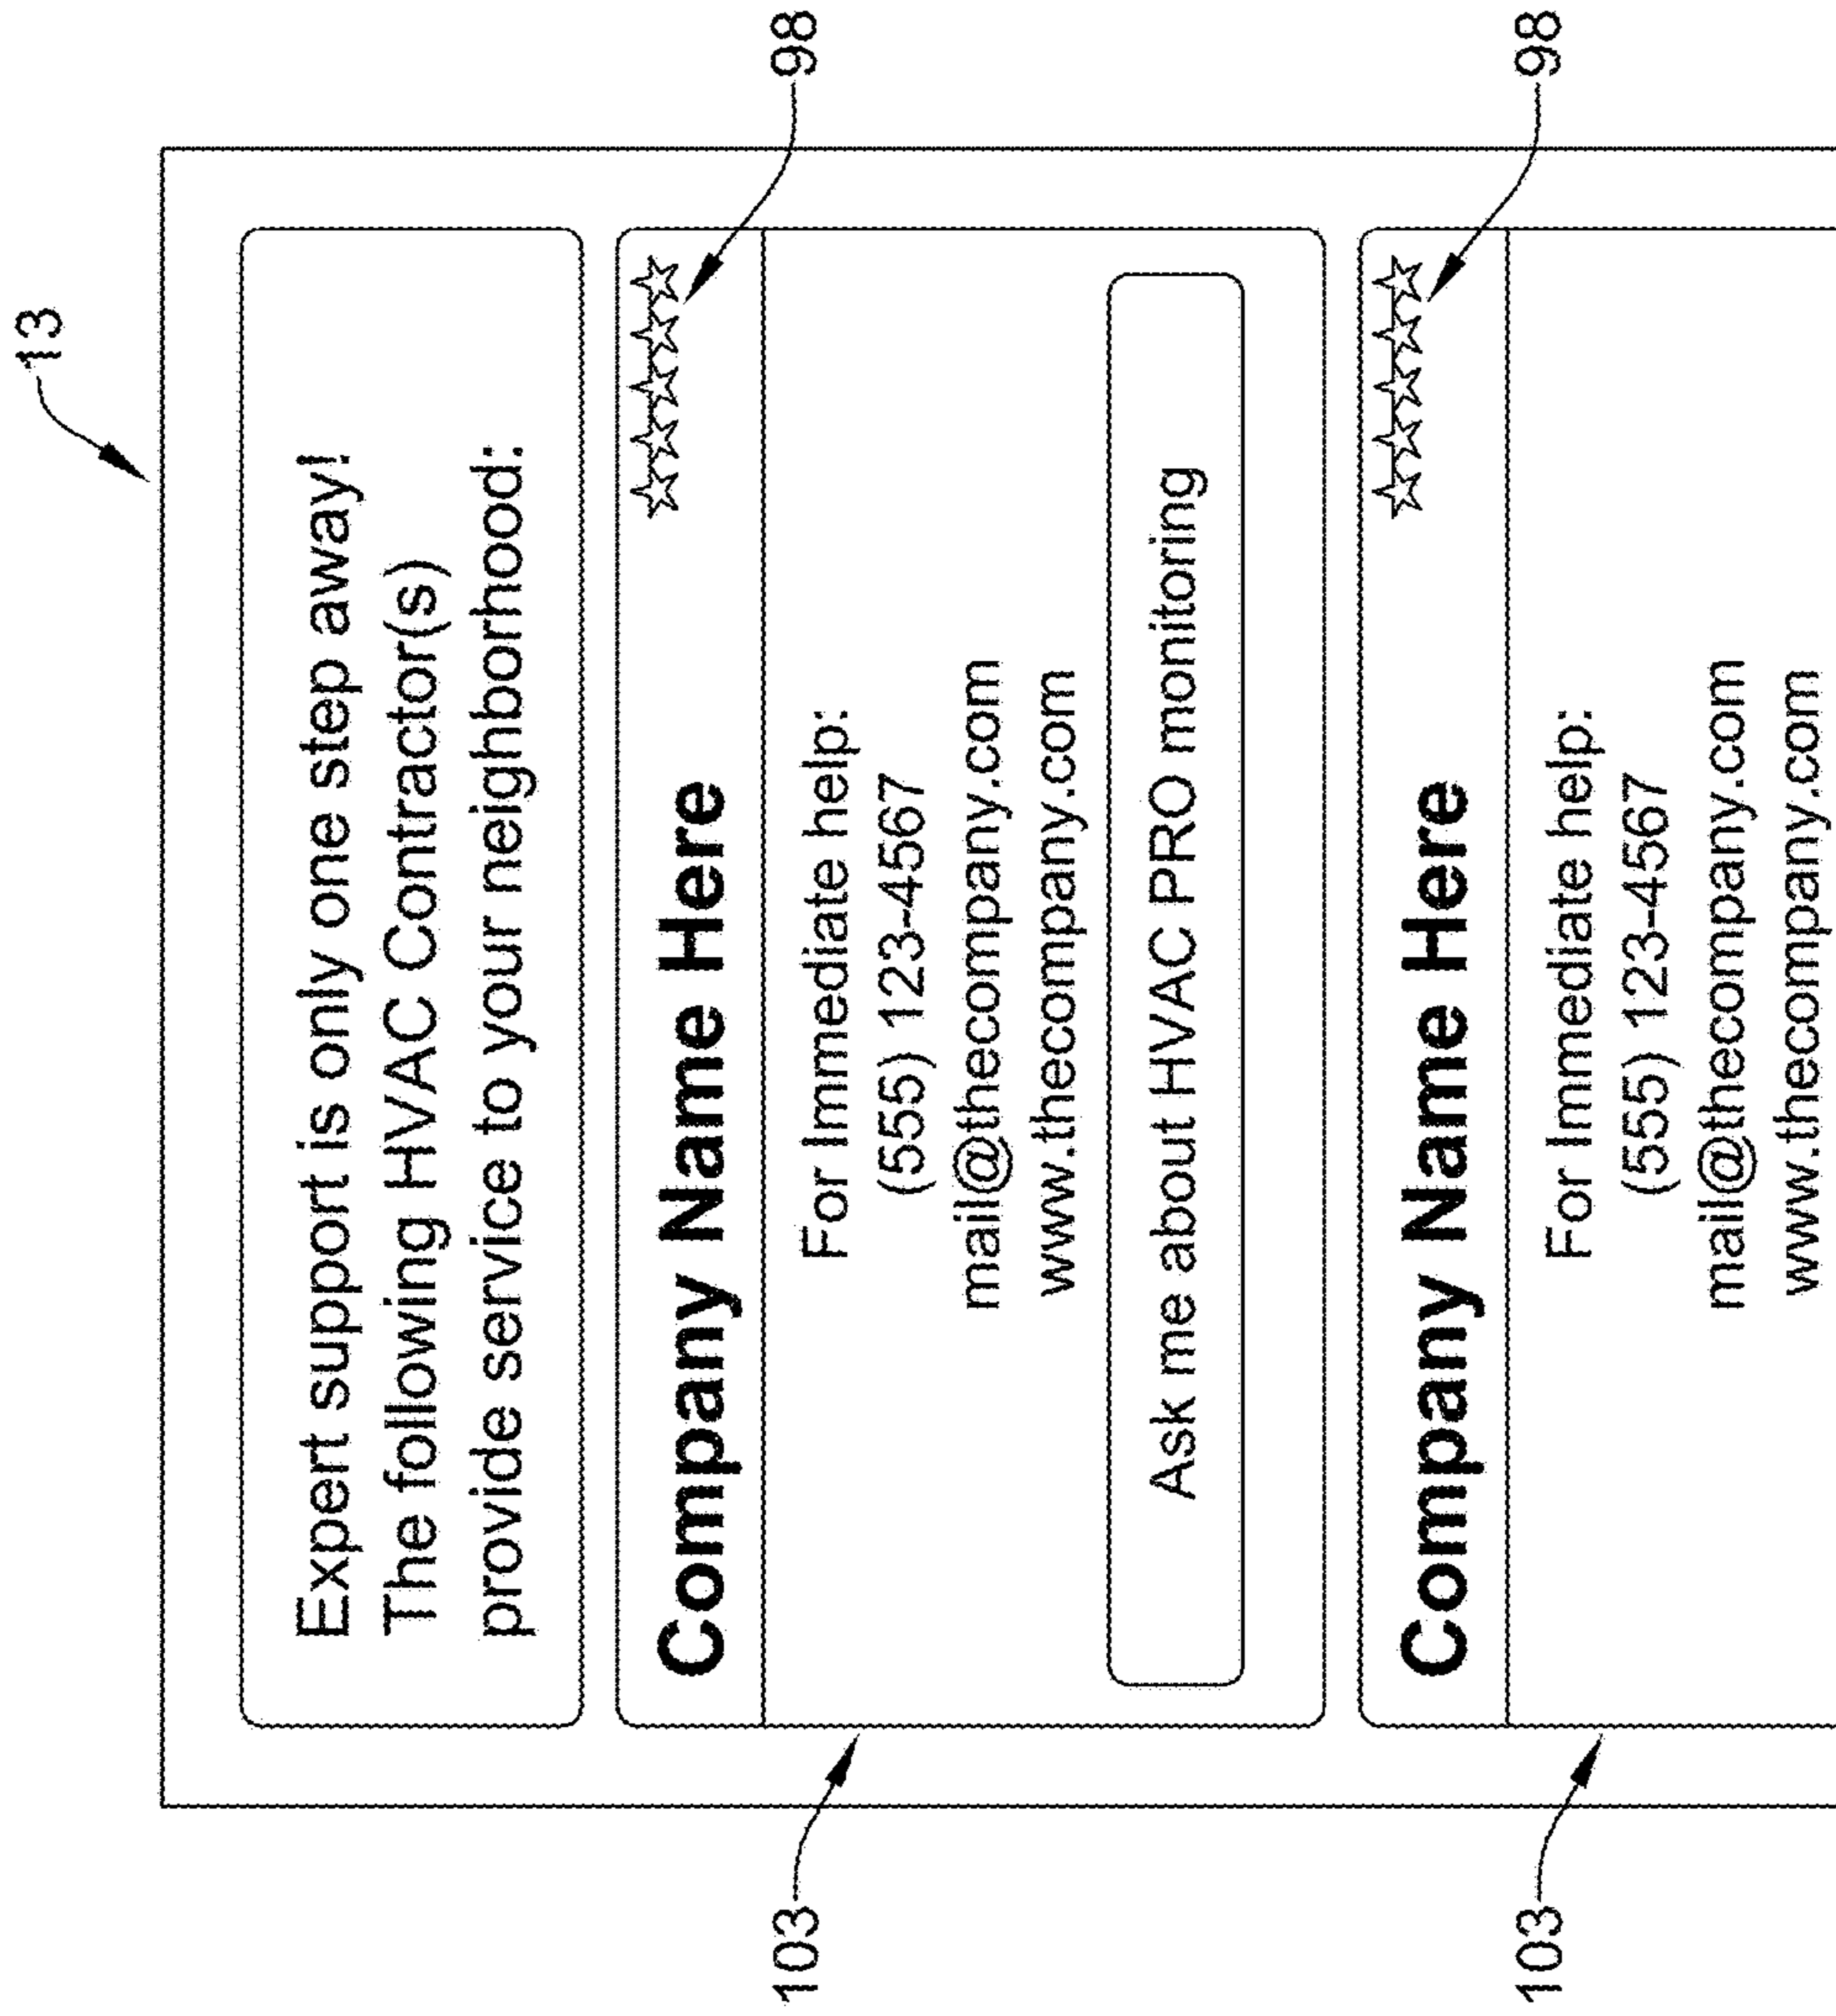 13
Expert support is only one step away!
The following HVAC Contractor(s)
provide service to your neighborhood:
Company Name Here
98
103
For Immediate help:
(555) 123-4567
mail@thecompany.com
www.thecompany.com
Ask me about HVAC PRO monitoring
Company Name Here
98
103
For Immediate help:
(555) 123-4567
mail@thecompany.com
www.thecompany.com